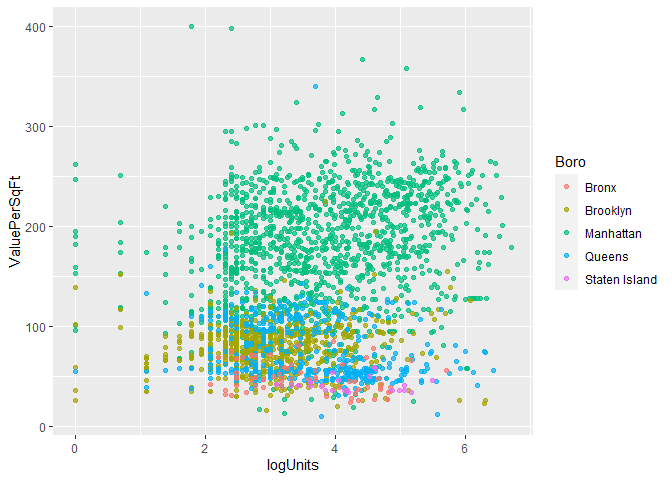 400
300
200
100
0
ValuePerSqFt
0 2 4 6
logUnits
Boro
Bronx
Brooklyn
Manhattan
Queens
Staten Island